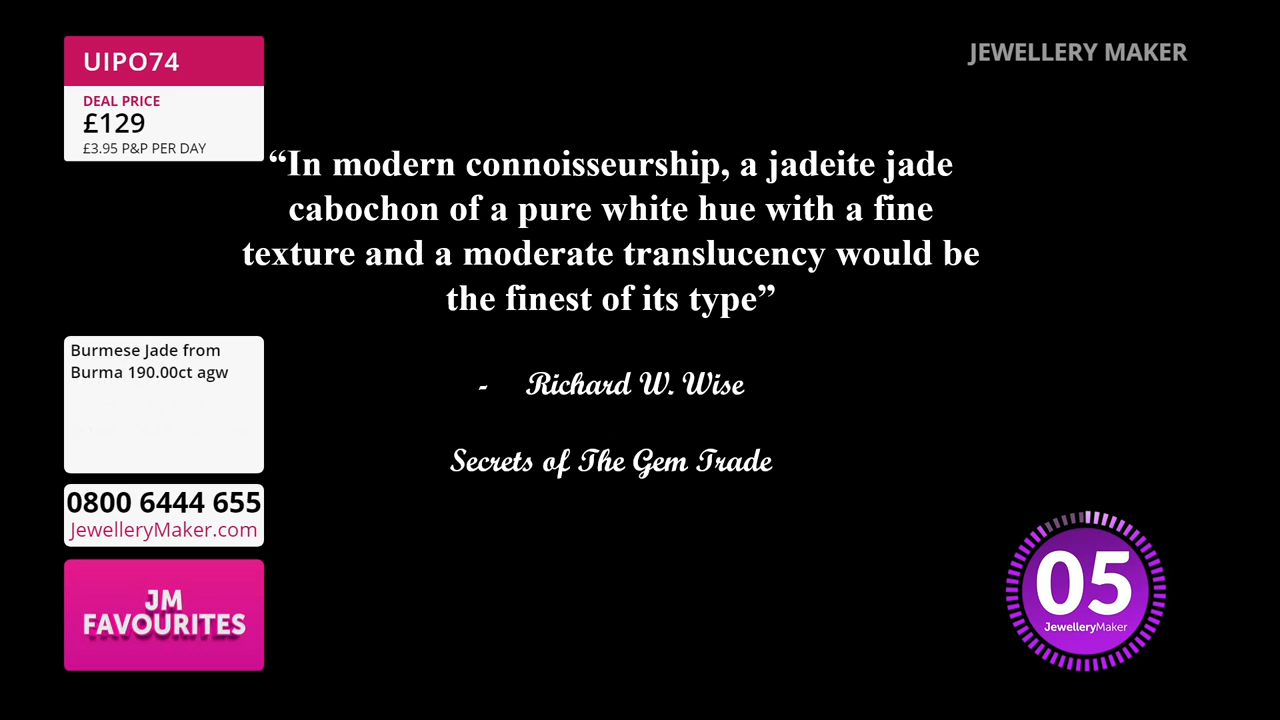 UIPO74
DEAL PRICE
£129
£3.95 P&P PER DAY
JEWELLERY MAKER
“In modern connoisseurship, a jadeite jade
cabochon of a pure white hue with a fine
texture and a moderate translucency would be
the finest of its type”
- Richard W. Wise
Secrets of The Gem Trade
Burmese Jade from
Burma 190.00ct agw
0800 6444 655
JewelleryMaker.com
JM
FAVOURITES
05
JewelleryMaker